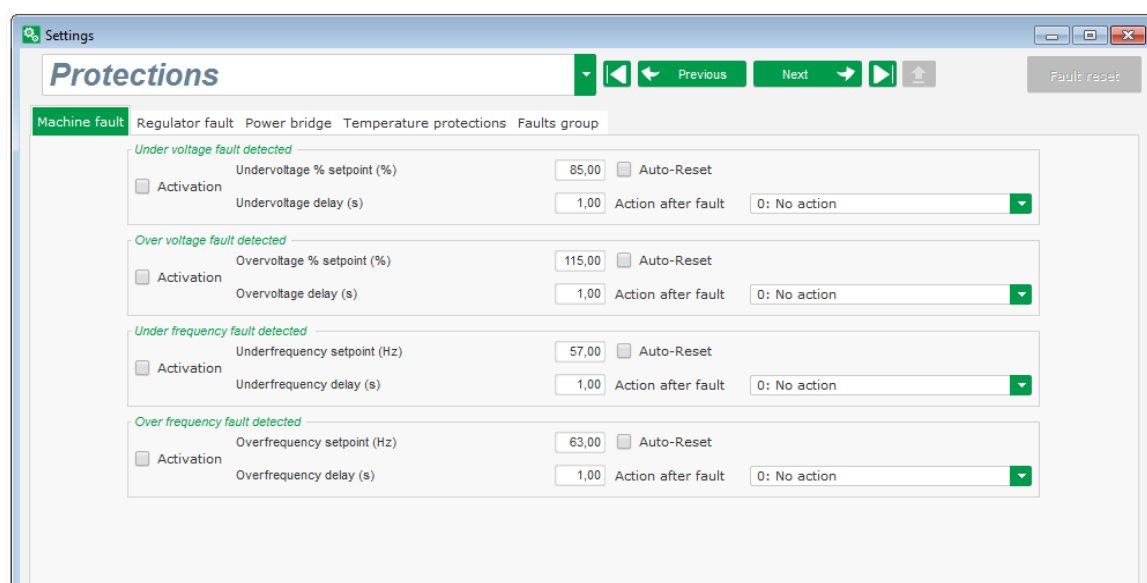 Settings
Protections
Previous
Next
Fault reset
Machine fault Regulator fault Power bridge Temperature protections Faults group
Under voltage fault detected
Undervoltage % setpoint (%) 85,00 Auto-Reset
Activation
Undervoltage delay (s) 1,00 Action after fault 0: No action
Over voltage fault detected
Overvoltage % setpoint (%) 115,00 Auto-Reset
Activation
Overvoltage delay (s) 1,00 Action after fault 0: No action
Under frequency fault detected
Underfrequency setpoint (Hz) 57,00 Auto-Reset
Activation
Underfrequency delay (s) 1,00 Action after fault 0: No action
Over frequency fault detected
Overfrequency setpoint (Hz) 63,00 Auto-Reset
Activation
Overfrequency delay (s) 1,00 Action after fault 0: No action